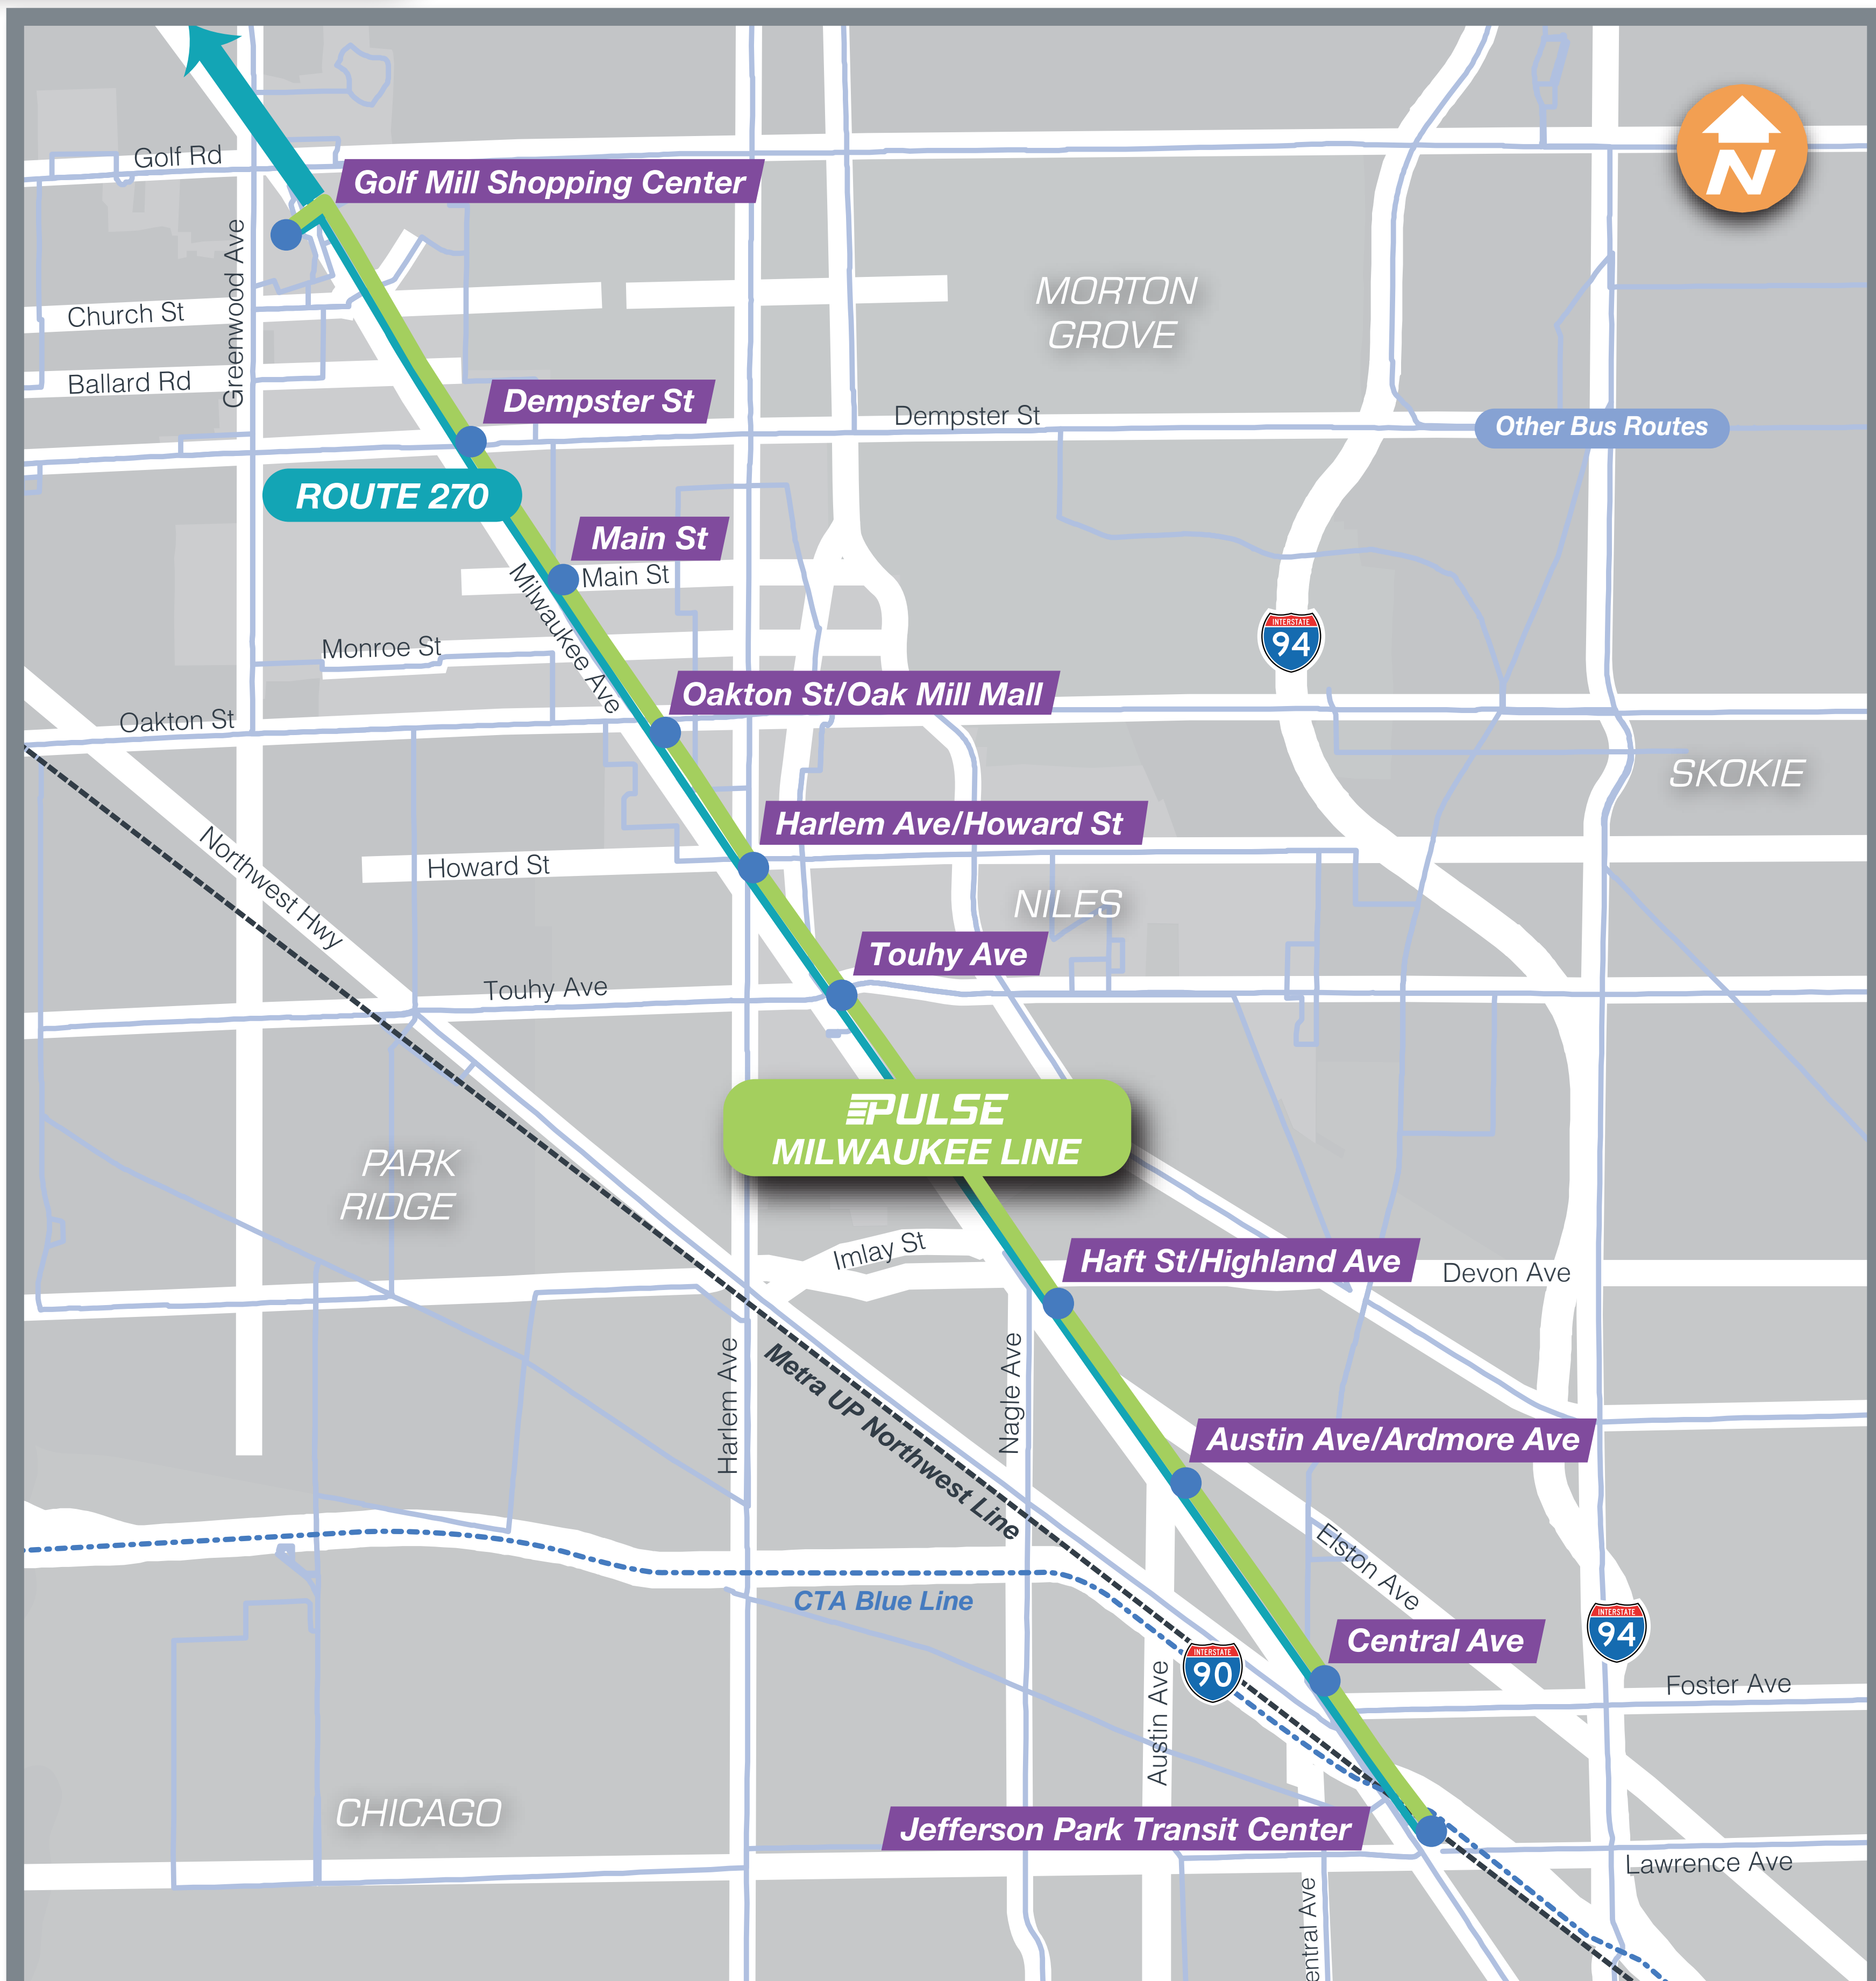 Golf Rd
Golf Mill Shopping Center
Greenwood Ave
Church St
MORTON
GROVE
Ballard Rd
Dempster St
Dempster St
Other Bus Routes
ROUTE 270
Main St
Main St
Milwaukee Ave
INTERSTATE
94
Monroe St
Oakton St/Oak Mill Mall
Oakton St
SKOKIE
Harlem Ave/Howard St
Northwest Hwy
Howard St
NILES
Touhy Ave
Touhy Ave
PULSE
MILWAUKEE LINE
PARK
RIDGE
Imlay St
Haft St/Highland Ave
Devon Ave
Harlem Ave
Metra UP Northwest Line
Nagle Ave
Austin Ave/Ardmore Ave
Elston Ave
CTA Blue Line
INTERSTATE
94
Central Ave
INTERSTATE
90
Foster Ave
Austin Ave
CHICAGO
Jefferson Park Transit Center
Lawrence Ave
entral Ave
N